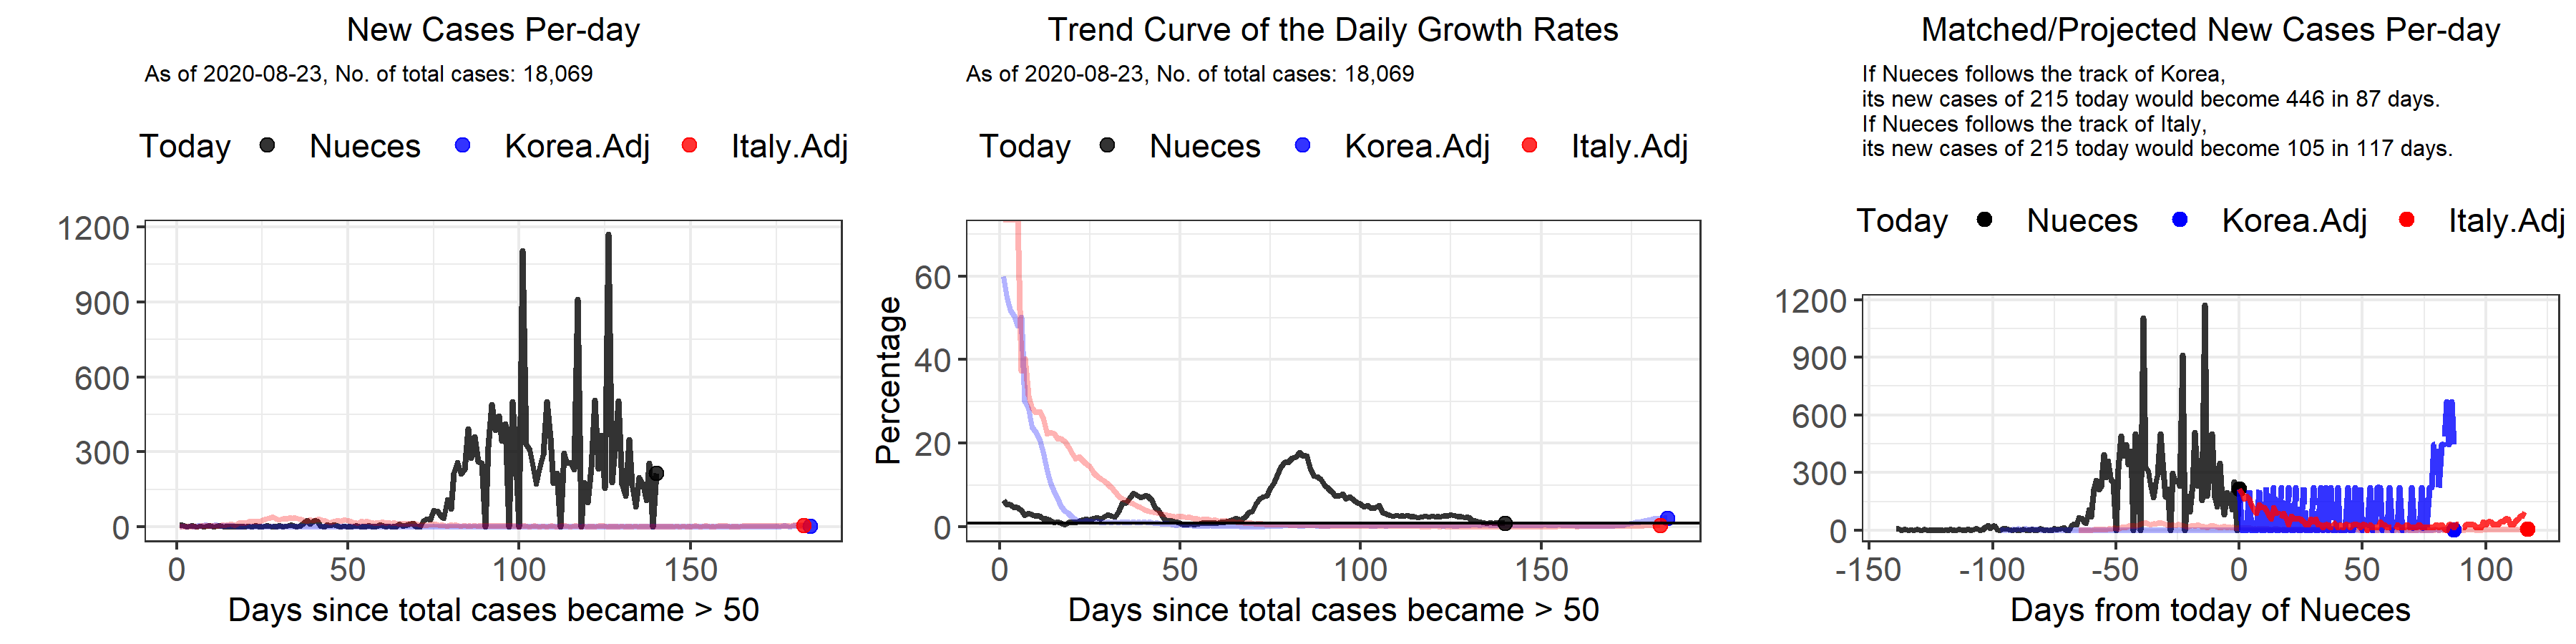 New Cases Per-day
As of 2020-08-23, No. of total cases: 18,069
Today Nueces Korea.Adj Italy.Adj
1200
900
600
300
0
0 50 100 150
Days since total cases became > 50
Trend Curve of the Daily Growth Rates
As of 2020-08-23, No. of total cases: 18,069
Today Nueces Korea.Adj Italy.Adj
Percentage
60
40
20
0
0 50 100 150
Days since total cases became > 50
Matched/Projected New Cases Per-day
If Nueces follows the track of Korea,
its new cases of 215 today would become 446 in 87 days.
If Nueces follows the track of Italy,
its new cases of 215 today would become 105 in 117 days.
Today Nueces Korea.Adj Italy.Adj
1200
900
600
300
0
-150 -100 -50 0 50 100
Days from today of Nueces